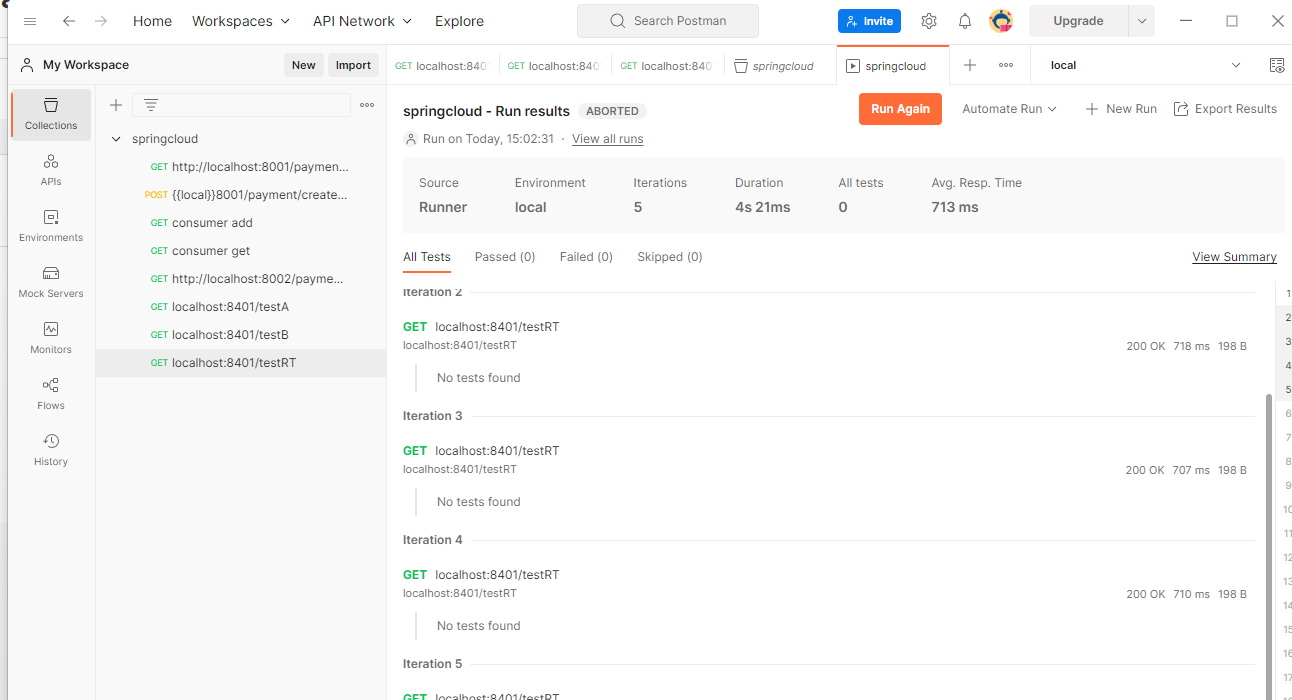 Home Workspaces API Network Explore Search Postman Invite Upgrade
My Workspace New Import
GET localhost:840 GET localhost:840 GET localhost:840 springcloud springcloud local
Collections
APIs
Environments
Mock Servers
Monitors
Flows
History
springcloud
GET http://localhost:8001/paymen...
POST {{local}}8001/payment/create...
GET consumer add
GET consumer get
GET http://localhost:8002/payme...
GET localhost:8401/testA
GET localhost:8401/testB
GET localhost:8401/testRT
springcloud - Run results ABORTED Run Again Automate Run New Run Export Results
Run on Today, 15:02:31 · View all runs
Source Environment Iterations Duration All tests Avg. Resp. Time
Runner local 5 4s 21ms 0 713 ms
All Tests Passed (0) Failed (0) Skipped (0) View Summary
Iteration 2
GET localhost:8401/testRT
localhost:8401/testRT 200 OK 718 ms 198 B
No tests found
Iteration 3
GET localhost:8401/testRT
localhost:8401/testRT 200 OK 707 ms 198 B
No tests found
Iteration 4
GET localhost:8401/testRT
localhost:8401/testRT 200 OK 710 ms 198 B
No tests found
Iteration 5
GET localhost:8401/testRT
1
2
3
4
5
6
7
8
9
10
11
12
13
14
15
16
17